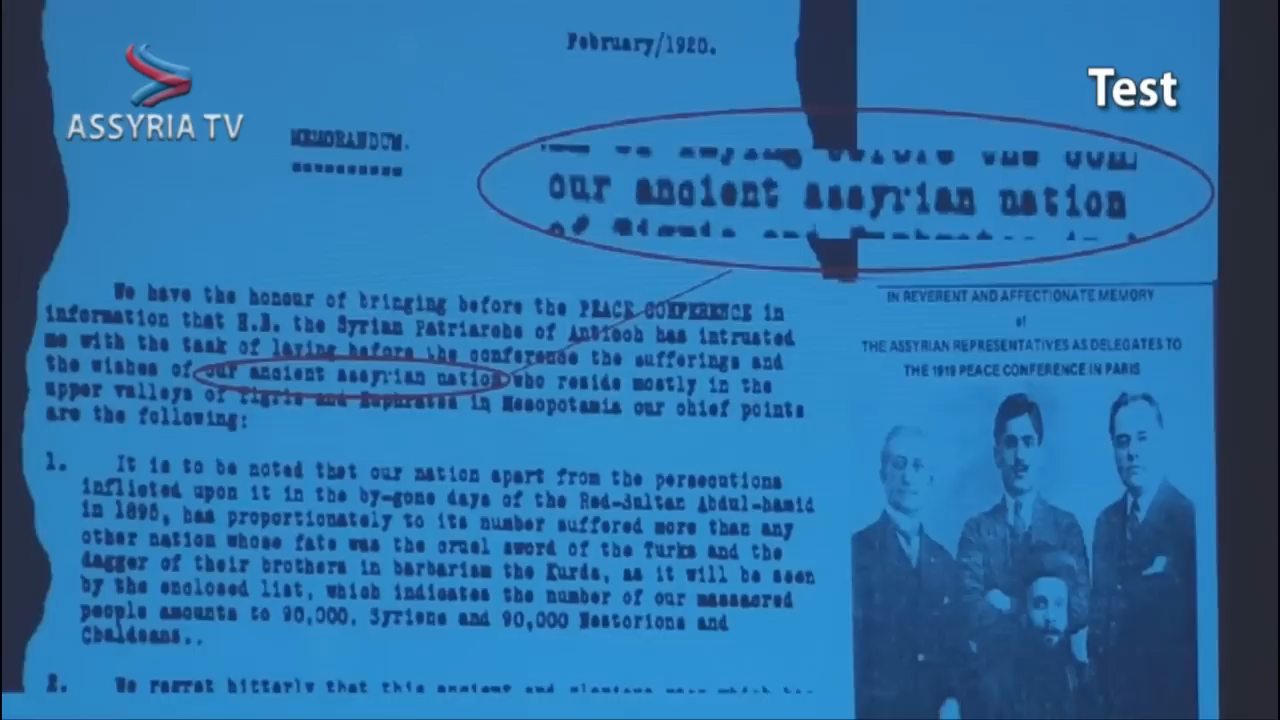 ASSYRIA TV
Test
February/1920.
MEMORANDUM.
our ancient assyrian nation
We have the honour of bringing before the PEACE CONFERENCE in
information that H.B. the Syrian Patriarche of Antioch has intrusted
me with the task of laying before the conference the sufferings and
the wishes of our ancient assyrian nation who reside mostly in the
upper valleys of Tigris and Euphrates in Mesopotamia our chief points
are the following:
1. It is to be noted that our nation apart from the persecutions
inflicted upon it in the by-gone days of the Red-Sultan Abdul-hamid
in 1895, has proportionately to its number suffered more than any
other nation whose fate was the cruel sword of the Turks and the
dagger of their brothers in barbarism the Kurds, as it will be seen
by the enclosed list, which indicates the number of our massacred
people amounts to 90,000. Syriens and 90,000 Nestorions and
Chaldeans..
2. We regret bitterly that this ancient and glorious
IN REVERENT AND AFFECTIONATE MEMORY
of
THE ASSYRIAN REPRESENTATIVES AS DELEGATES TO
THE 1919 PEACE CONFERENCE IN PARIS